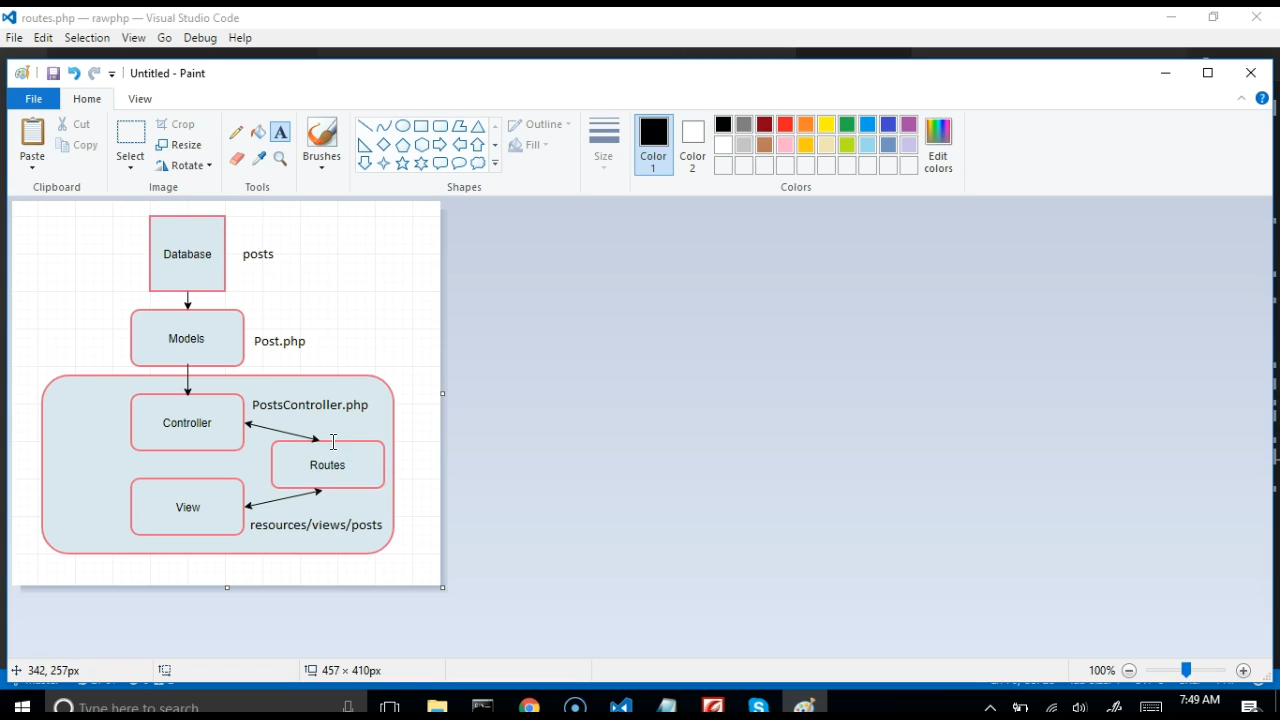 routes.php — rawphp — Visual Studio Code
File Edit Selection View Go Debug Help
Untitled - Paint
File Home View
Paste
Cut
Copy
Clipboard
Select
Crop
Resize
Rotate
Image
A
Tools
Brushes
Outline
Fill
Shapes
Size
Color 1
Color 2
Edit colors
Colors
Database
posts
Models
Post.php
PostsController.php
Controller
Routes
View
resources/views/posts
342, 257px
457 × 410px
100%
Type here to search
7:49 AM